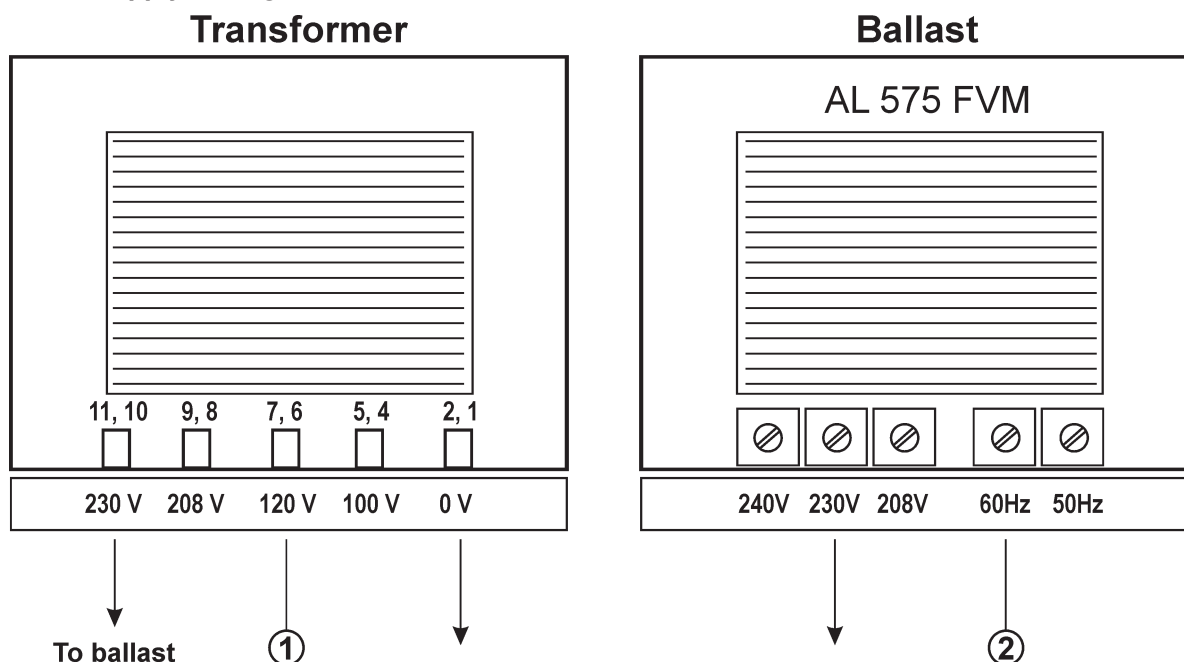 Transformer
Ballast
AL 575 FVM
11, 10 9, 8 7, 6 5, 4 2, 1
230 V 208 V 120 V 100 V 0 V
240V 230V 208V 60Hz 50Hz
To ballast
1
2